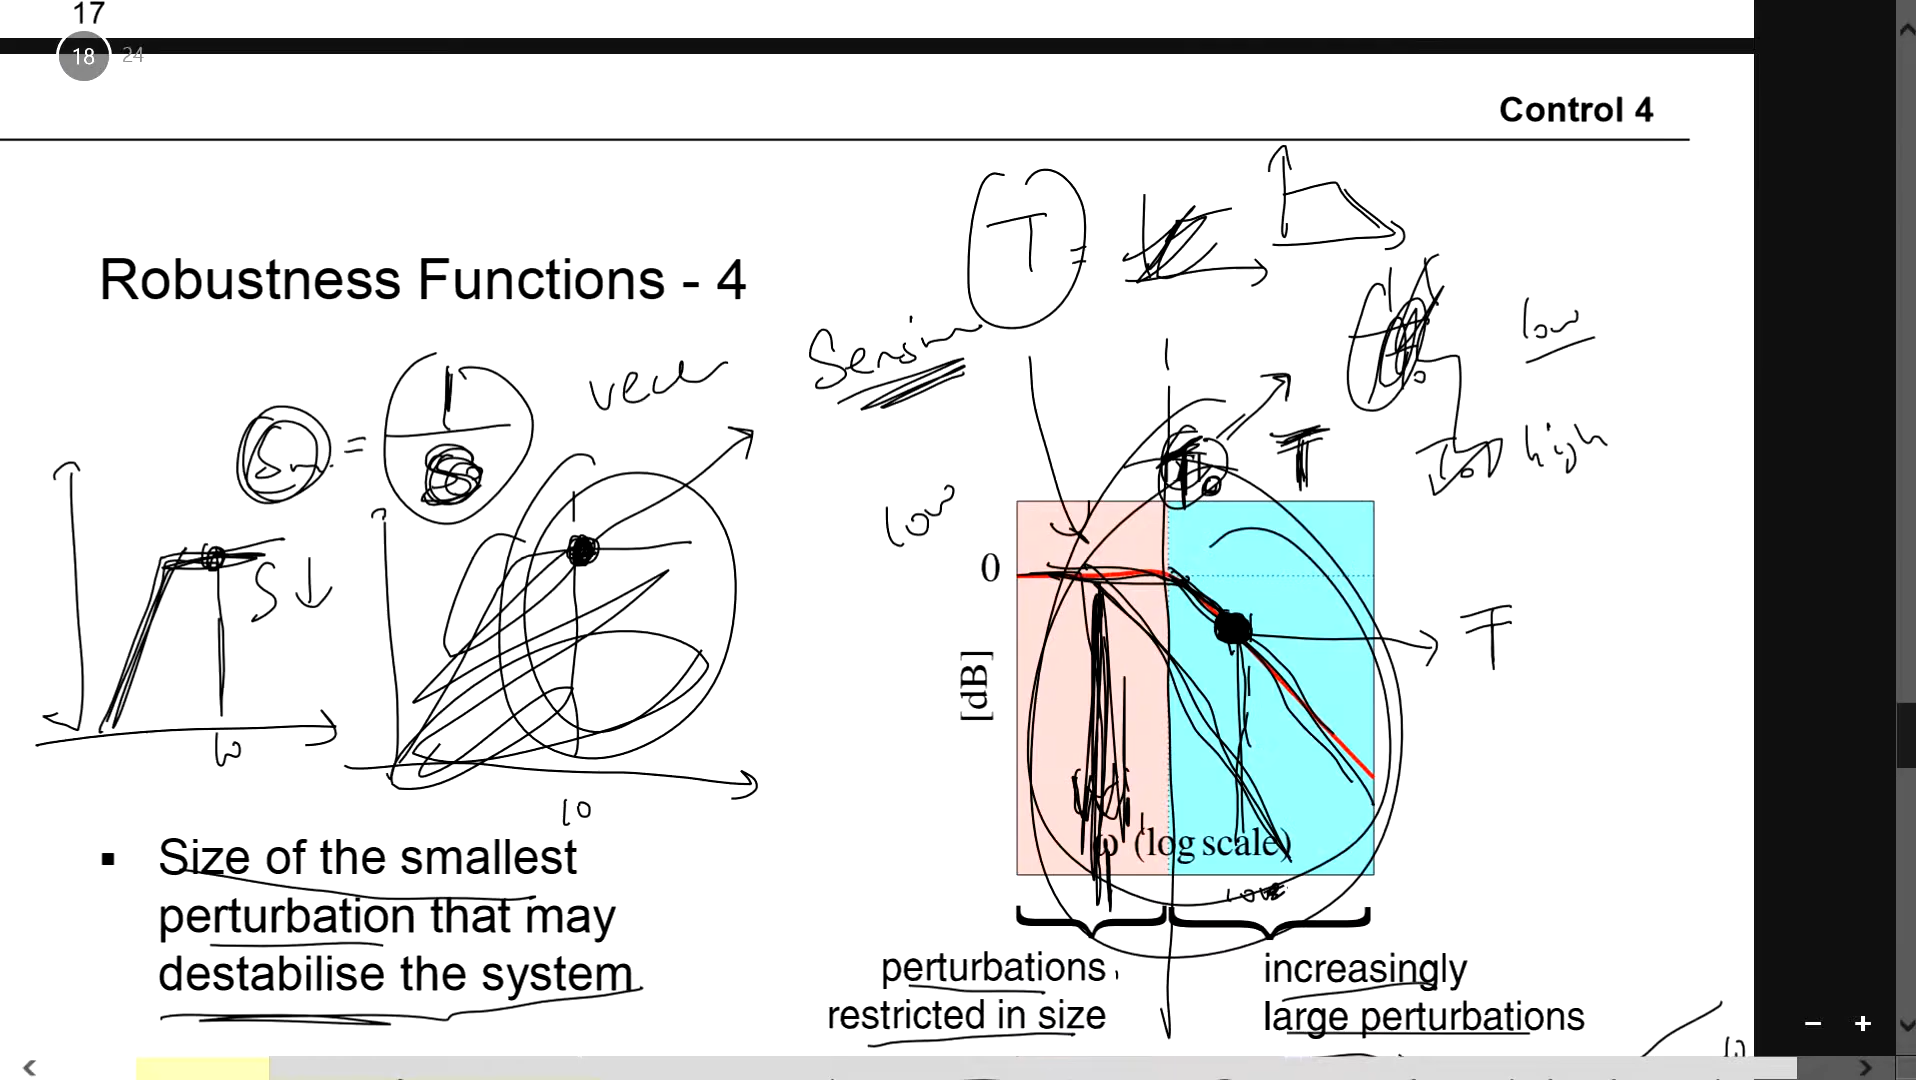 17
18 24
Control 4
Robustness Functions - 4
T =
low
high
S ↓
low
T
T
0
[dB]
ω (log scale)
10
▪ Size of the smallest
perturbation that may
destabilise the system
perturbations
restricted in size
increasingly
large perturbations
− +